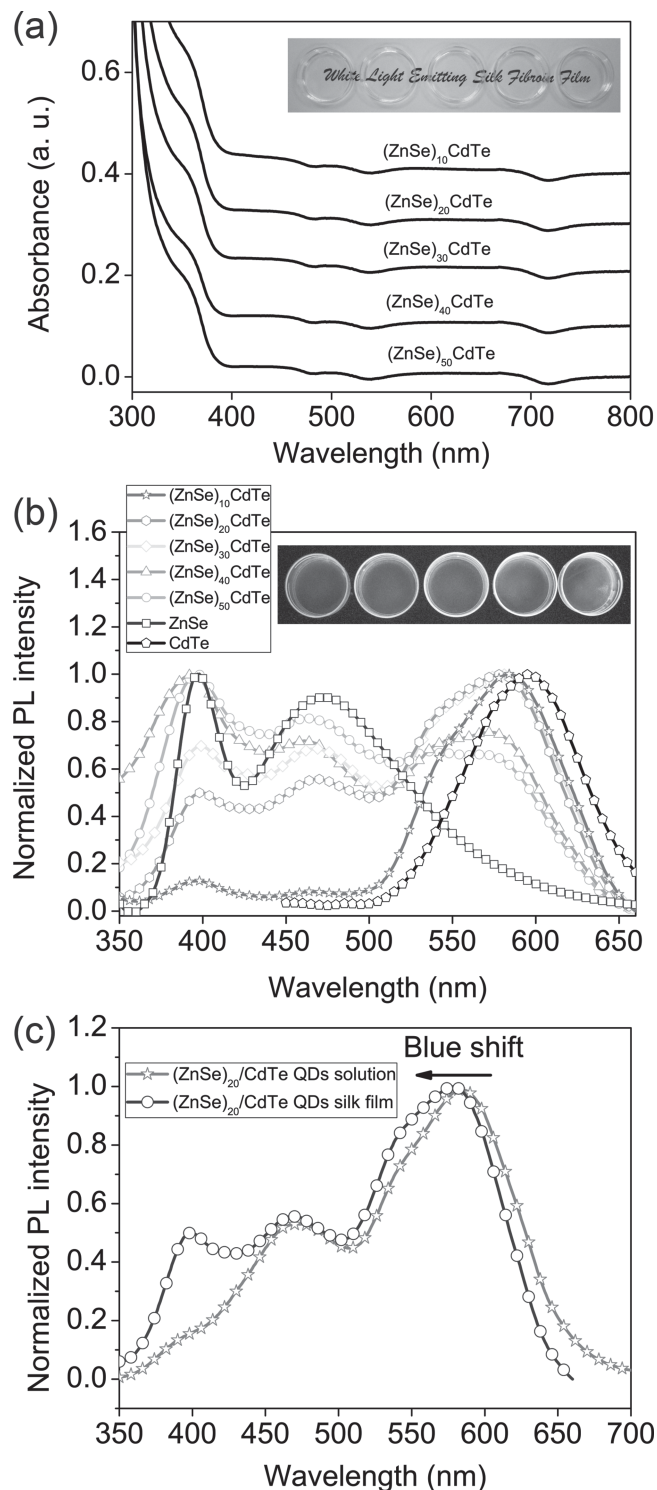 (a)
0.6
0.4
0.2
0.0
Absorbance (a. u.)
White Light Emitting Silk Fibroin Film
(ZnSe)₁₀CdTe
(ZnSe)₂₀CdTe
(ZnSe)₃₀CdTe
(ZnSe)₄₀CdTe
(ZnSe)₅₀CdTe
300 400 500 600 700 800
Wavelength (nm)
(b)
(ZnSe)₁₀CdTe
(ZnSe)₂₀CdTe
(ZnSe)₃₀CdTe
(ZnSe)₄₀CdTe
(ZnSe)₅₀CdTe
ZnSe
CdTe
1.6
1.4
1.2
1.0
0.8
0.6
0.4
0.2
0.0
Normalized PL intensity
350 400 450 500 550 600 650
Wavelength (nm)
(c)
1.2
1.0
0.8
0.6
0.4
0.2
0.0
Normalized PL intensity
Blue shift
(ZnSe)₂₀/CdTe QDs solution
(ZnSe)₂₀/CdTe QDs silk film
350 400 450 500 550 600 650 700
Wavelength (nm)